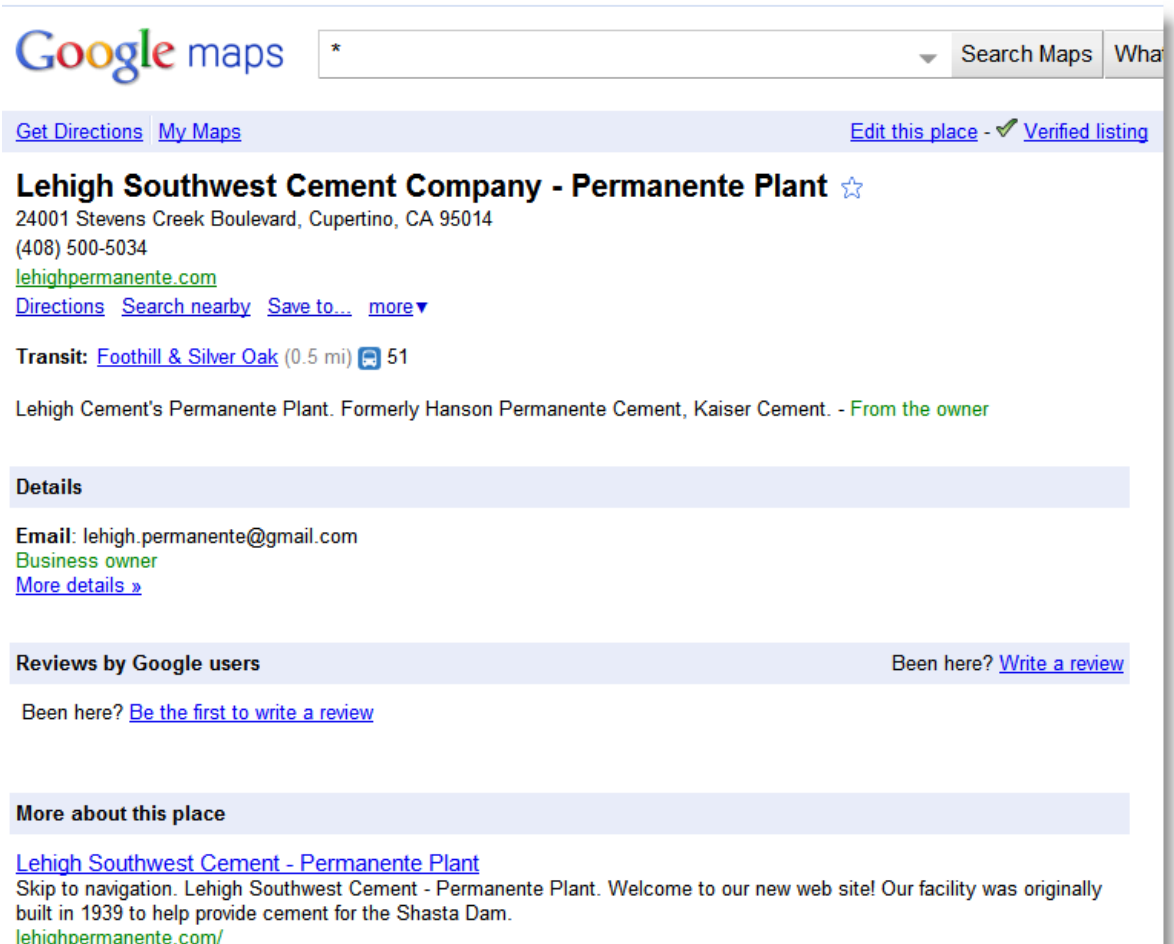 Google maps * Search Maps
Get Directions My Maps Edit this place - Verified listing
Lehigh Southwest Cement Company - Permanente Plant
24001 Stevens Creek Boulevard, Cupertino, CA 95014
(408) 500-5034
lehighpermanente.com
Directions Search nearby Save to... more▼
Transit: Foothill & Silver Oak (0.5 mi) 51
Lehigh Cement's Permanente Plant. Formerly Hanson Permanente Cement, Kaiser Cement. - From the owner
Details
Email: lehigh.permanente@gmail.com
Business owner
More details »
Reviews by Google users Been here? Write a review
Been here? Be the first to write a review
More about this place
Lehigh Southwest Cement - Permanente Plant
Skip to navigation. Lehigh Southwest Cement - Permanente Plant. Welcome to our new web site! Our facility was originally
built in 1939 to help provide cement for the Shasta Dam.
lehighpermanente.com/